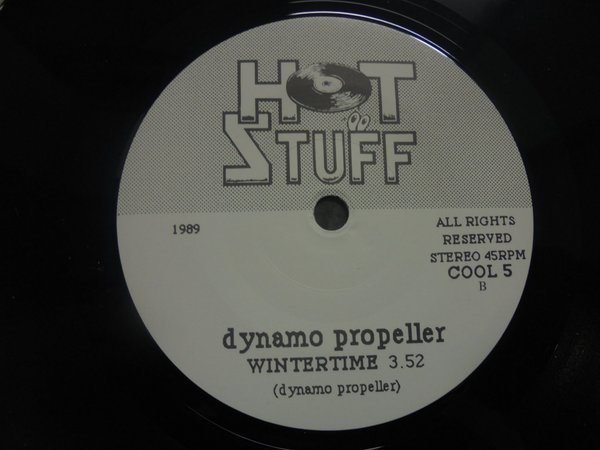 HOT
STUFF
1989
ALL RIGHTS
RESERVED
STEREO 45RPM
COOL 5
B
dynamo propeller
WINTERTIME 3.52
(dynamo propeller)